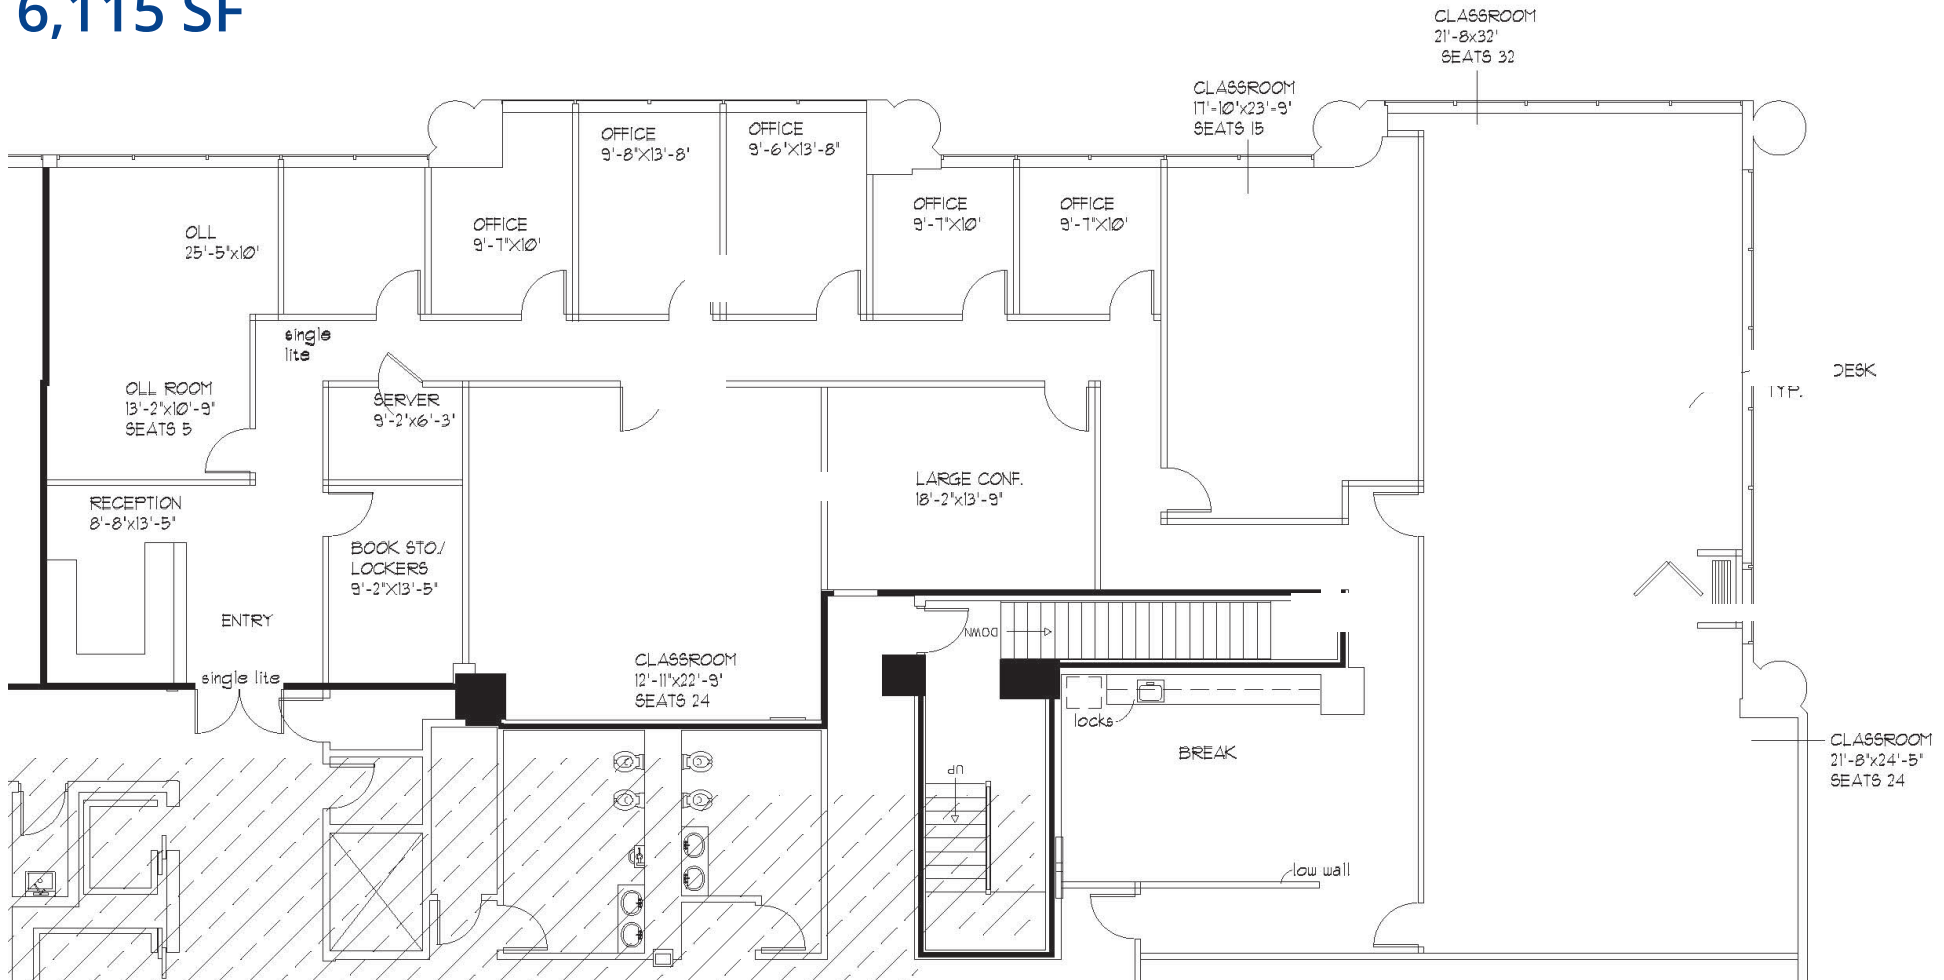 6,115 SF
CLASSROOM
21'-8x32'
SEATS 32
CLASSROOM
17'-10"x23'-9"
SEATS 15
OFFICE
9'-8"X13'-8"
OFFICE
9'-6"X13'-8"
OLL
25'-5"x10'
OFFICE
9'-7"X10'
OFFICE
9'-7"X10'
OFFICE
9'-7"X10'
single
lite
DESK
TYP.
OLL ROOM
13'-2"x10'-9"
SEATS 5
SERVER
9'-2"x6'-3"
LARGE CONF.
18'-2"x13'-9"
RECEPTION
8'-8"x13'-5"
BOOK STO./
LOCKERS
9'-2"X13'-5"
ENTRY
DOWN
CLASSROOM
12'-11"x22'-9"
SEATS 24
single lite
locks
BREAK
CLASSROOM
21'-8"x24'-5"
SEATS 24
UP
low wall